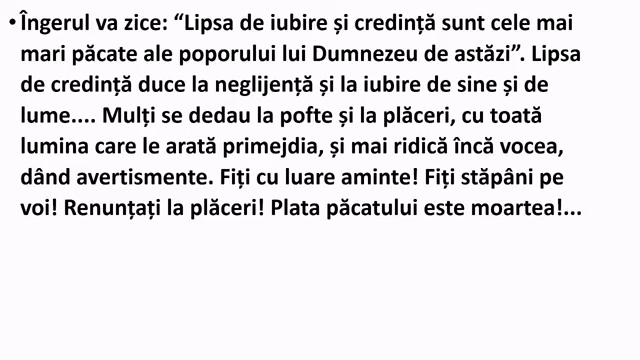 • Îngerul va zice: “Lipsa de iubire și credință sunt cele mai
mari păcate ale poporului lui Dumnezeu de astăzi”. Lipsa
de credință duce la neglijență și la iubire de sine și de
lume.... Mulți se dedau la pofte și la plăceri, cu toată
lumina care le arată primejdia, și mai ridică încă vocea,
dând avertismente. Fiți cu luare aminte! Fiți stăpâni pe
voi! Renunțați la plăceri! Plata păcatului este moartea!...